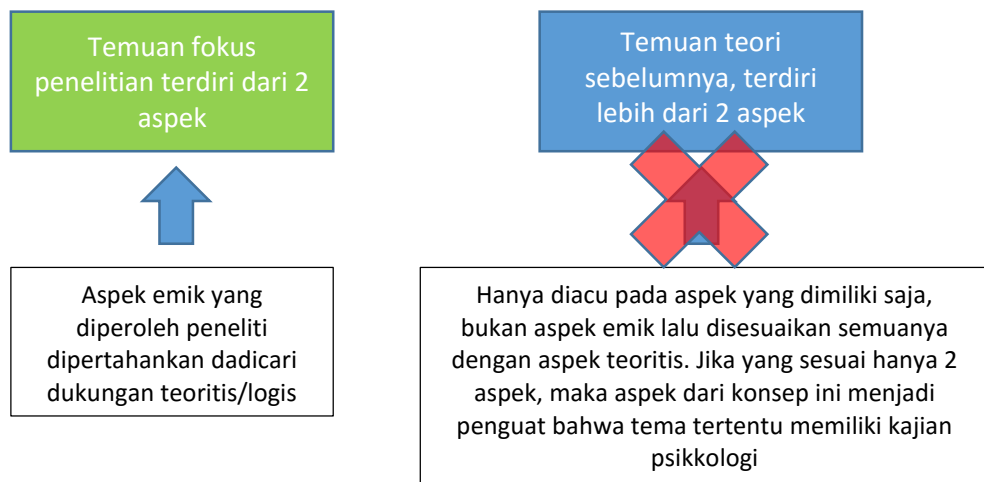 Temuan fokus
penelitian terdiri dari 2
aspek
Temuan teori
sebelumnya, terdiri
lebih dari 2 aspek
Aspek emik yang
diperoleh peneliti
dipertahankan dadicari
dukungan teoritis/logis
Hanya diacu pada aspek yang dimiliki saja,
bukan aspek emik lalu disesuaikan semuanya
dengan aspek teoritis. Jika yang sesuai hanya 2
aspek, maka aspek dari konsep ini menjadi
penguat bahwa tema tertentu memiliki kajian
psikkologi